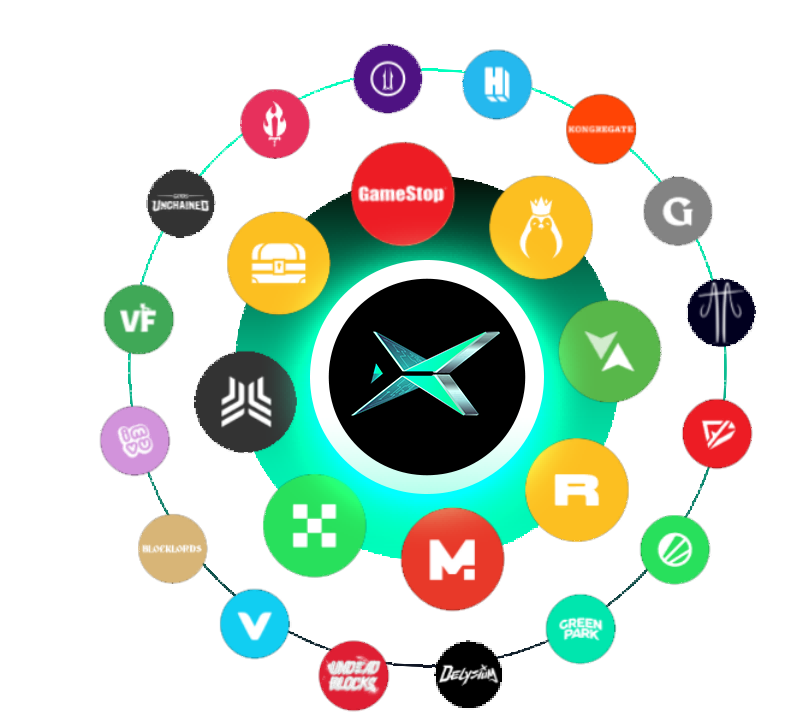 KONGREGATE
GameStop
G
GODS
UNCHAINED
VF
R
BLOCKLORDS
M.
GREEN
PARK
V
UNDEAD
BLOCKS
DELYSIUM